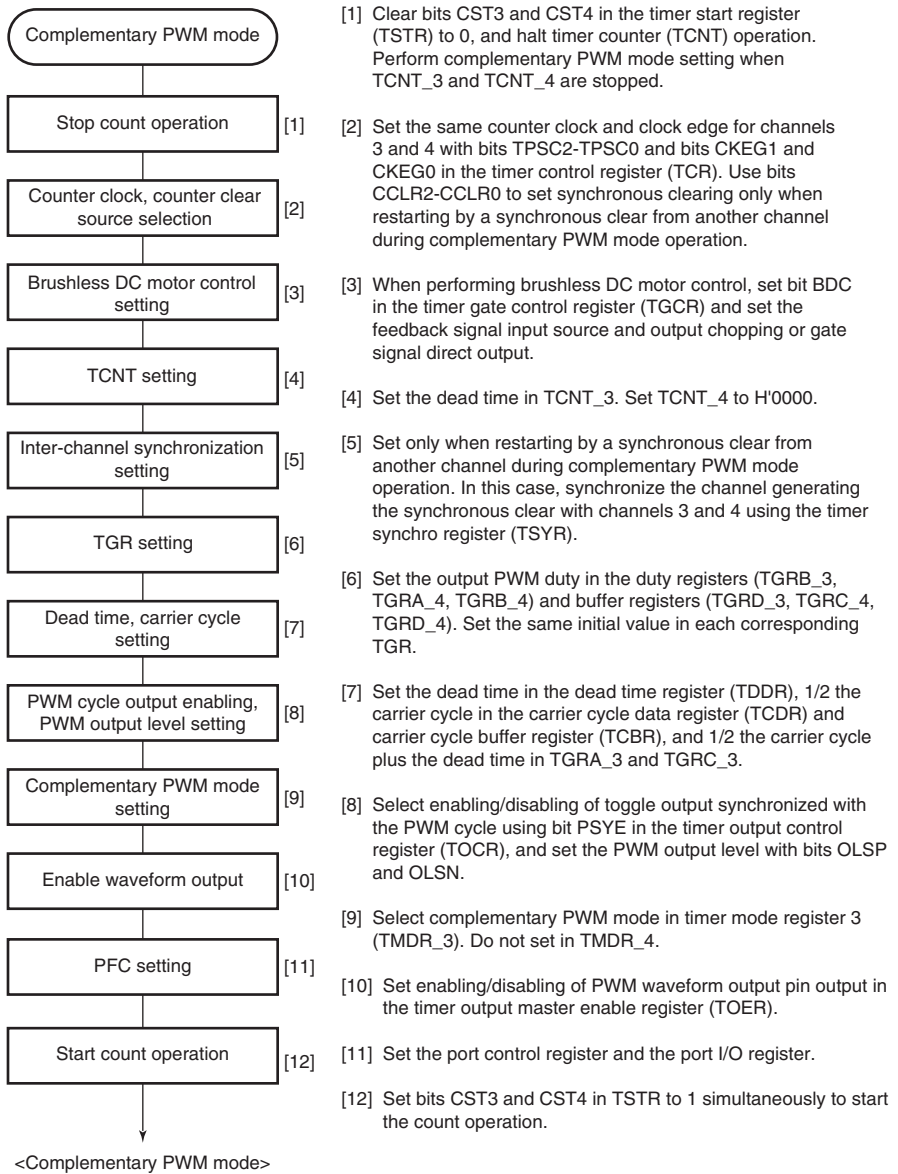 Complementary PWM mode
Stop count operation
[1]
Counter clock, counter clear
source selection
[2]
Brushless DC motor control
setting
[3]
TCNT setting
[4]
Inter-channel synchronization
setting
[5]
TGR setting
[6]
Dead time, carrier cycle
setting
[7]
PWM cycle output enabling,
PWM output level setting
[8]
Complementary PWM mode
setting
[9]
Enable waveform output
[10]
PFC setting
[11]
Start count operation
[12]
<Complementary PWM mode>
[1] Clear bits CST3 and CST4 in the timer start register
(TSTR) to 0, and halt timer counter (TCNT) operation.
Perform complementary PWM mode setting when
TCNT_3 and TCNT_4 are stopped.
[2] Set the same counter clock and clock edge for channels
3 and 4 with bits TPSC2-TPSC0 and bits CKEG1 and
CKEG0 in the timer control register (TCR). Use bits
CCLR2-CCLR0 to set synchronous clearing only when
restarting by a synchronous clear from another channel
during complementary PWM mode operation.
[3] When performing brushless DC motor control, set bit BDC
in the timer gate control register (TGCR) and set the
feedback signal input source and output chopping or gate
signal direct output.
[4] Set the dead time in TCNT_3. Set TCNT_4 to H'0000.
[5] Set only when restarting by a synchronous clear from
another channel during complementary PWM mode
operation. In this case, synchronize the channel generating
the synchronous clear with channels 3 and 4 using the timer
synchro register (TSYR).
[6] Set the output PWM duty in the duty registers (TGRB_3,
TGRA_4, TGRB_4) and buffer registers (TGRD_3, TGRC_4,
TGRD_4). Set the same initial value in each corresponding
TGR.
[7] Set the dead time in the dead time register (TDDR), 1/2 the
carrier cycle in the carrier cycle data register (TCDR) and
carrier cycle buffer register (TCBR), and 1/2 the carrier cycle
plus the dead time in TGRA_3 and TGRC_3.
[8] Select enabling/disabling of toggle output synchronized with
the PWM cycle using bit PSYE in the timer output control
register (TOCR), and set the PWM output level with bits OLSP
and OLSN.
[9] Select complementary PWM mode in timer mode register 3
(TMDR_3). Do not set in TMDR_4.
[10] Set enabling/disabling of PWM waveform output pin output in
the timer output master enable register (TOER).
[11] Set the port control register and the port I/O register.
[12] Set bits CST3 and CST4 in TSTR to 1 simultaneously to start
the count operation.